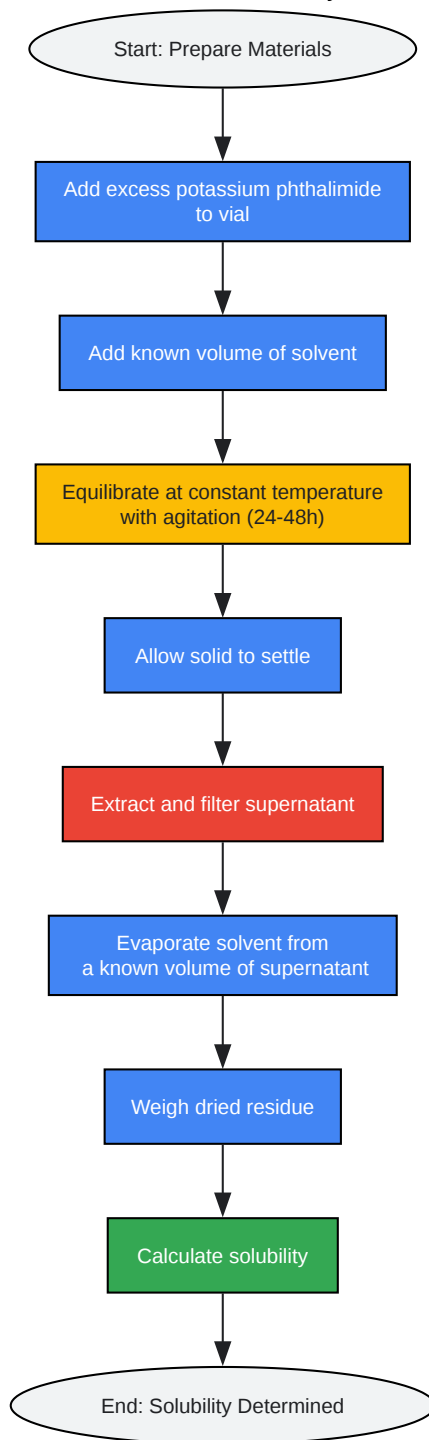 Start: Prepare Materials
Add excess potassium phthalimide
to vial
Add known volume of solvent
Equilibrate at constant temperature
with agitation (24-48h)
Allow solid to settle
Extract and filter supernatant
Evaporate solvent from
a known volume of supernatant
Weigh dried residue
Calculate solubility
End: Solubility Determined